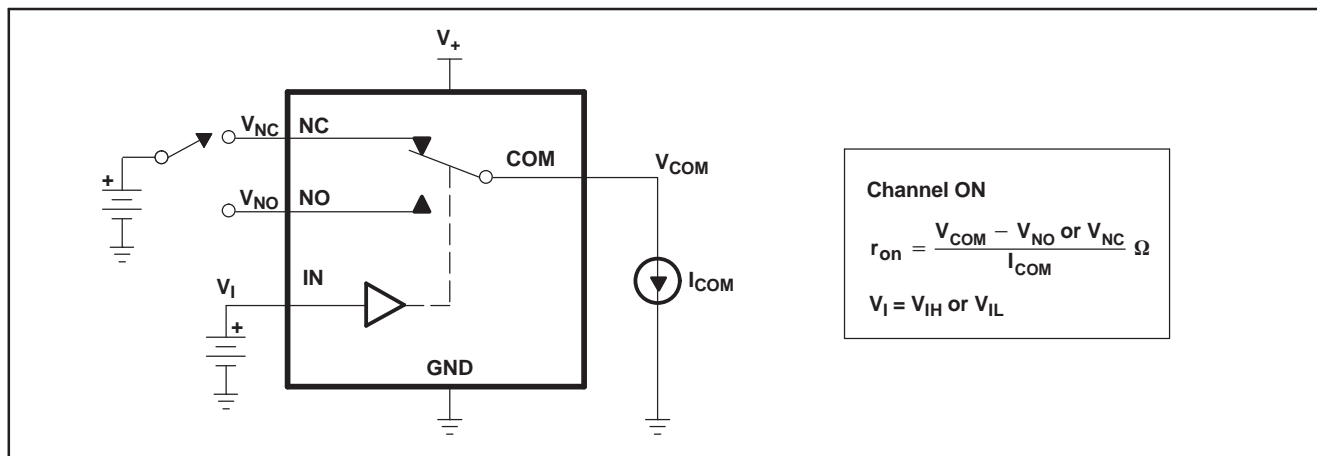 V+
VNC NC
COM
VCOM
+
VNO NO
VI
IN
ICOM
+
GND
Channel ON
ron = VCOM − VNO or VNC / ICOM Ω
VI = VIH or VIL